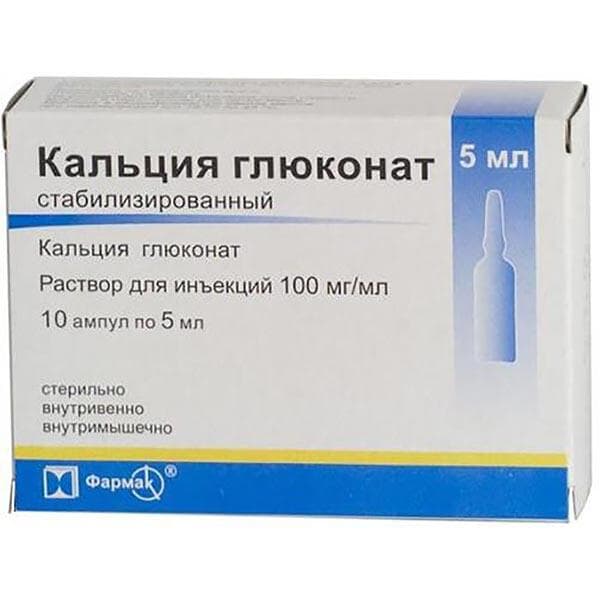 Кальция глюконат
5 мл
стабилизированный
Кальция глюконат
Раствор для инъекций 100 мг/мл
10 ампул по 5 мл
стерильно
внутривенно
внутримышечно
Фармак®